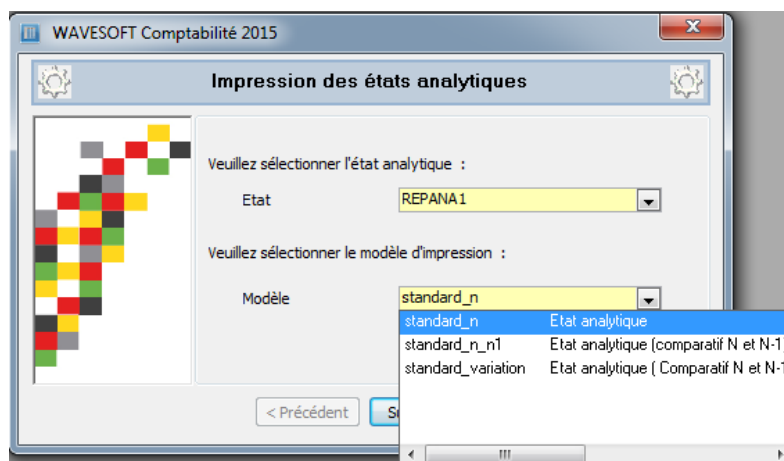 WAVESOFT Comptabilité 2015
Impression des états analytiques
Veuillez sélectionner l'état analytique :
Etat REPANA1
Veuillez sélectionner le modèle d'impression :
Modèle standard_n
standard_n Etat analytique
standard_n_n1 Etat analytique (comparatif N et N-1
standard_variation Etat analytique ( Comparatif N et N-1
< Précédent